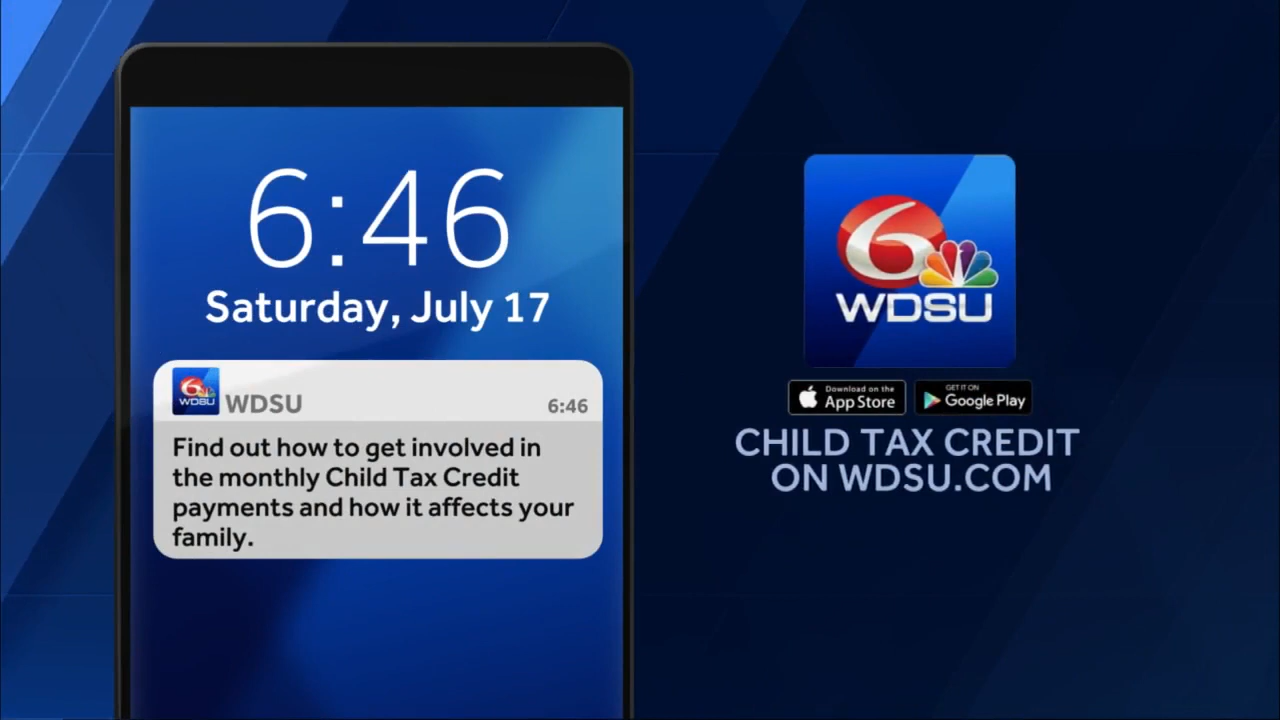 6:46
Saturday, July 17
WDSU
WDSU
6:46
Find out how to get involved in
the monthly Child Tax Credit
payments and how it affects your
family.
6
WDSU
Download on the
App Store
GET IT ON
Google Play
CHILD TAX CREDIT
ON WDSU.COM